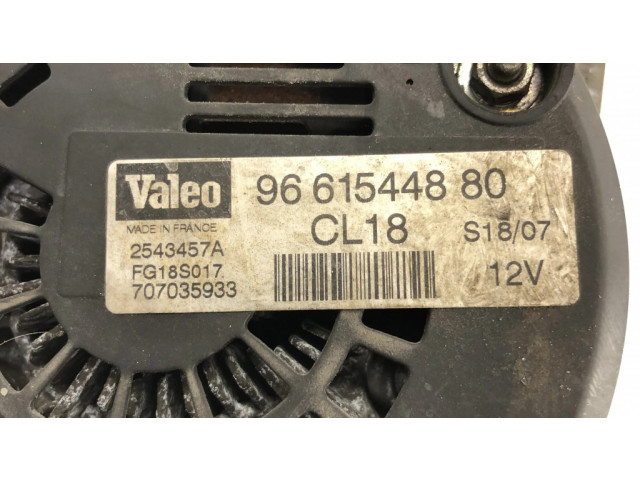 Valeo 96 615448 80
MADE IN FRANCE CL18 S18/07
2543457A
FG18S017 12V
707035933